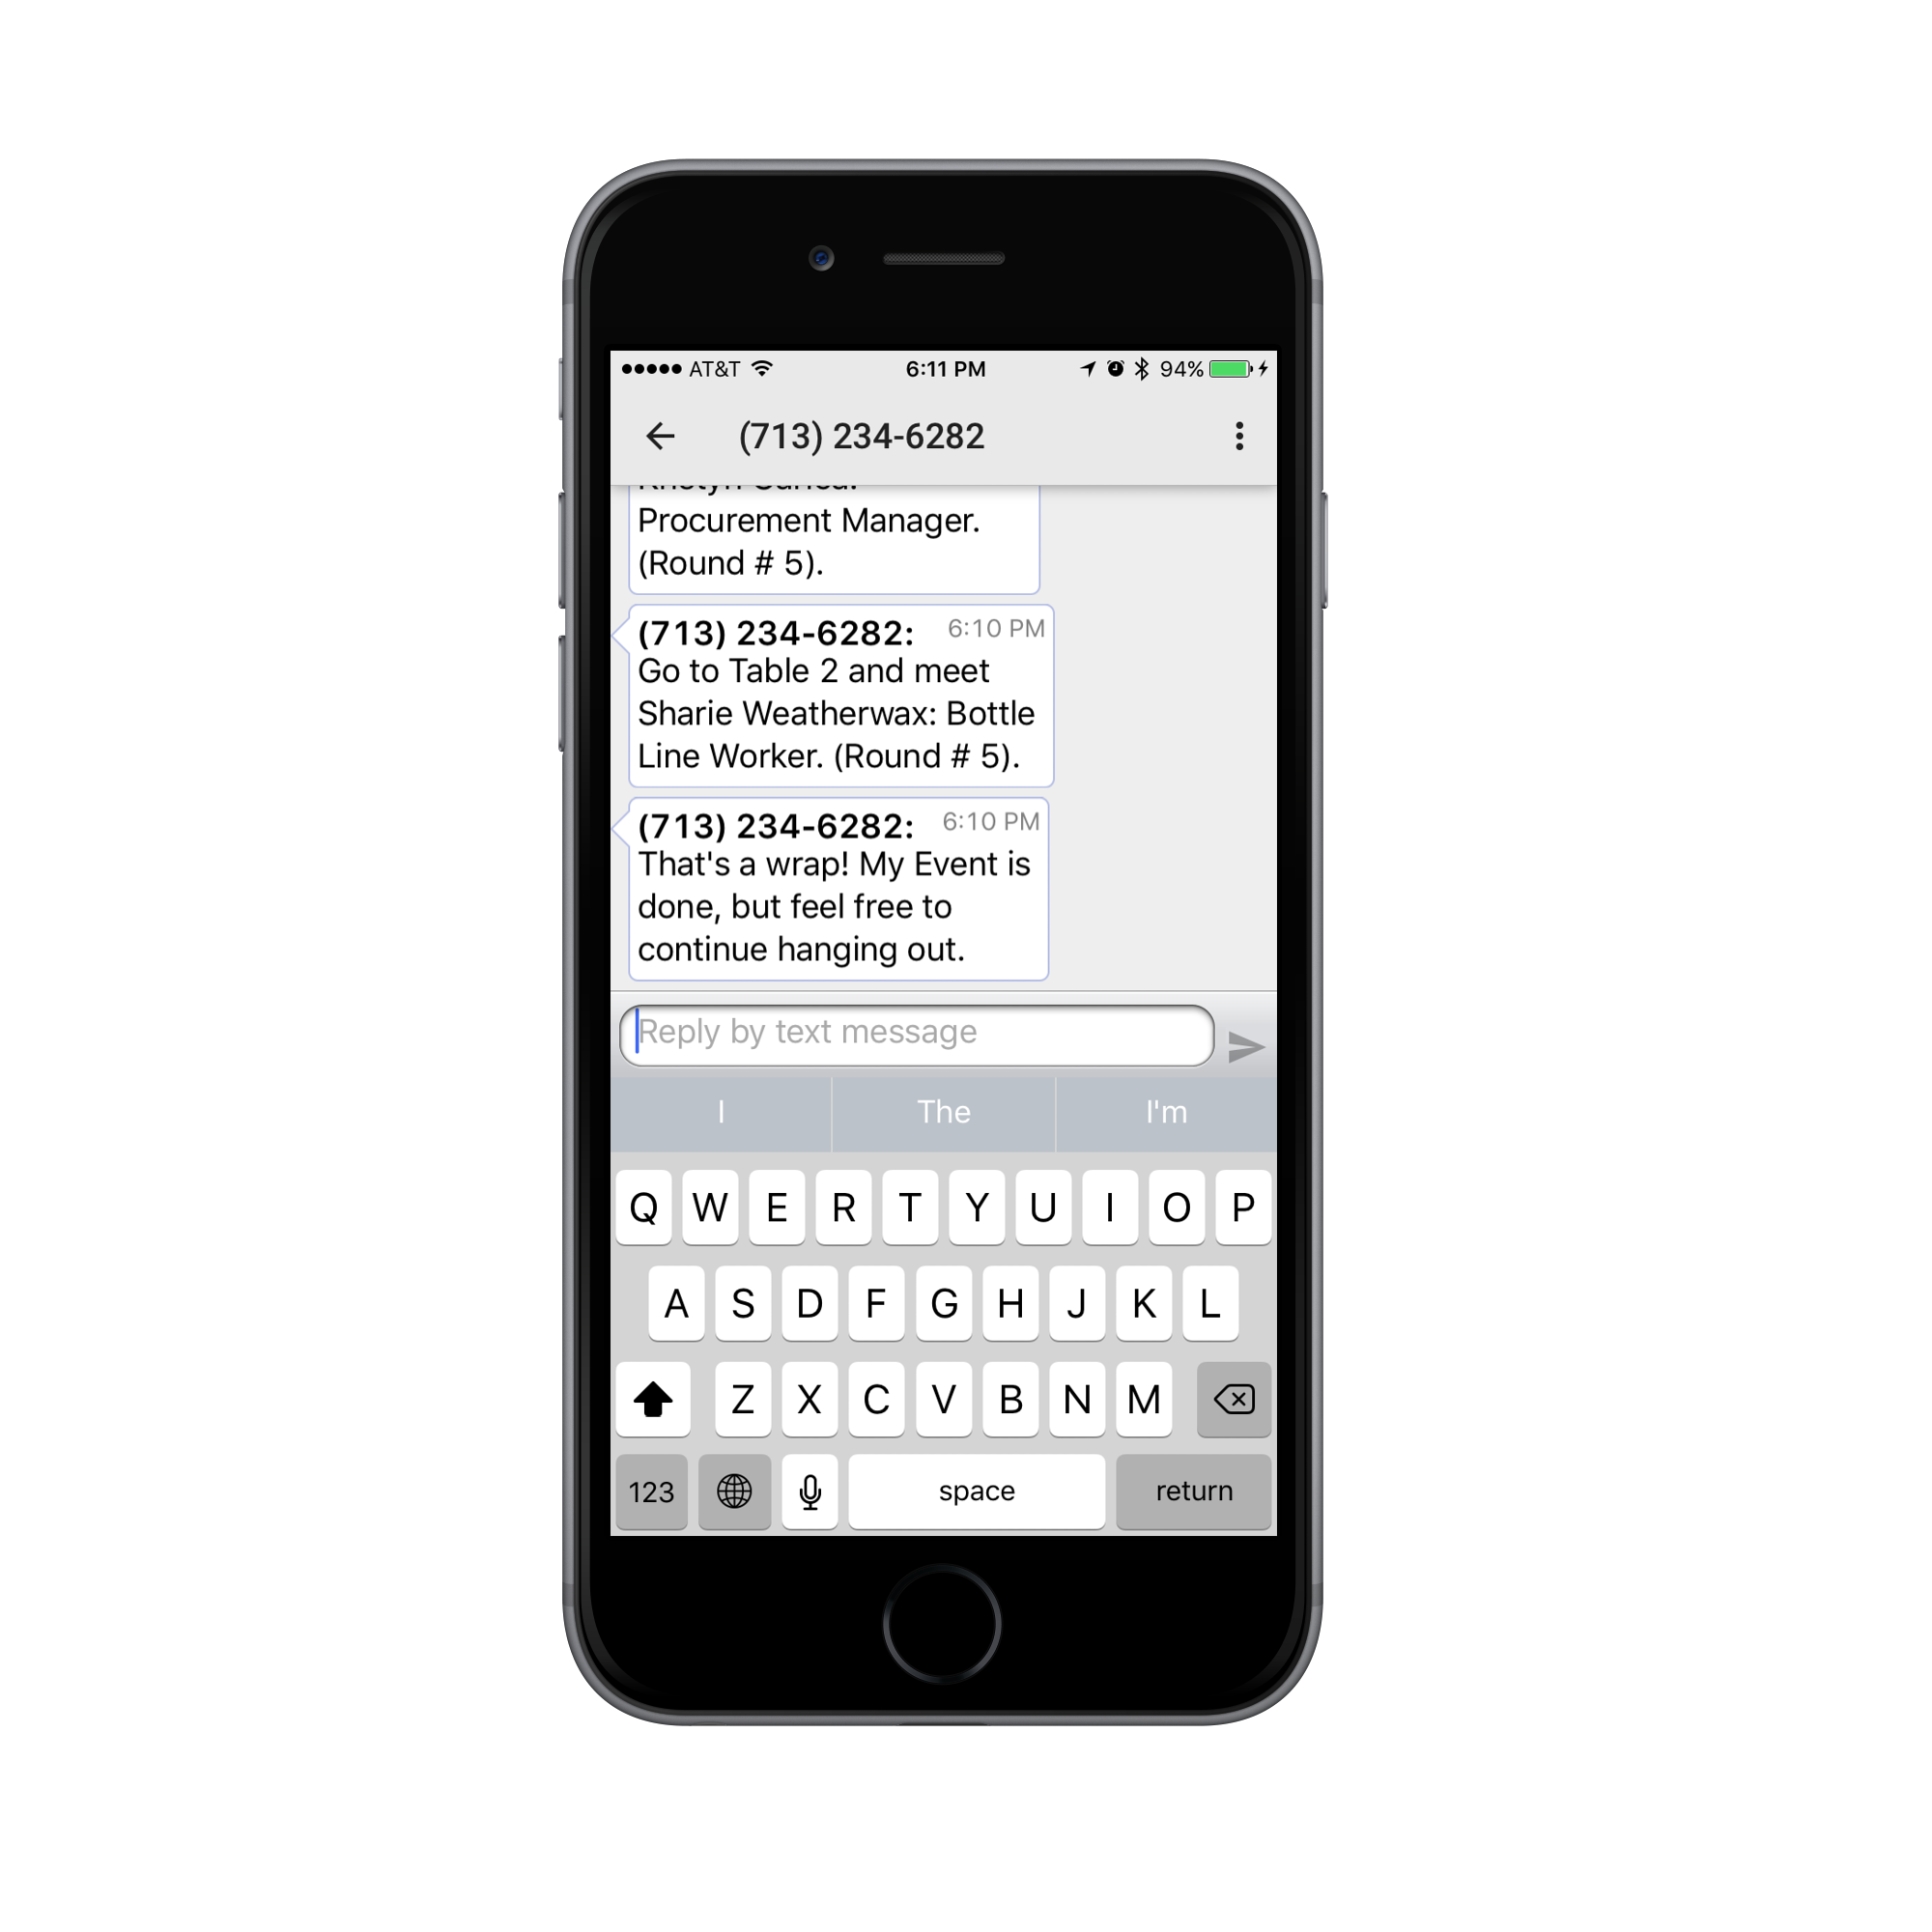 AT&T 6:11 PM 94%
(713) 234-6282
Procurement Manager.
(Round # 5).
(713) 234-6282: 6:10 PM
Go to Table 2 and meet
Sharie Weatherwax: Bottle
Line Worker. (Round # 5).
(713) 234-6282: 6:10 PM
That's a wrap! My Event is
done, but feel free to
continue hanging out.
Reply by text message
I The I'm
Q W E R T Y U I O P
A S D F G H J K L
Z X C V B N M
123 space return